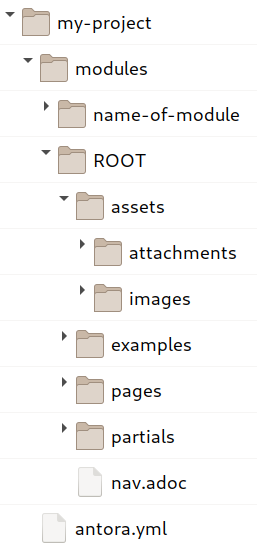 my-project
modules
name-of-module
ROOT
assets
attachments
images
examples
pages
partials
nav.adoc
antora.yml